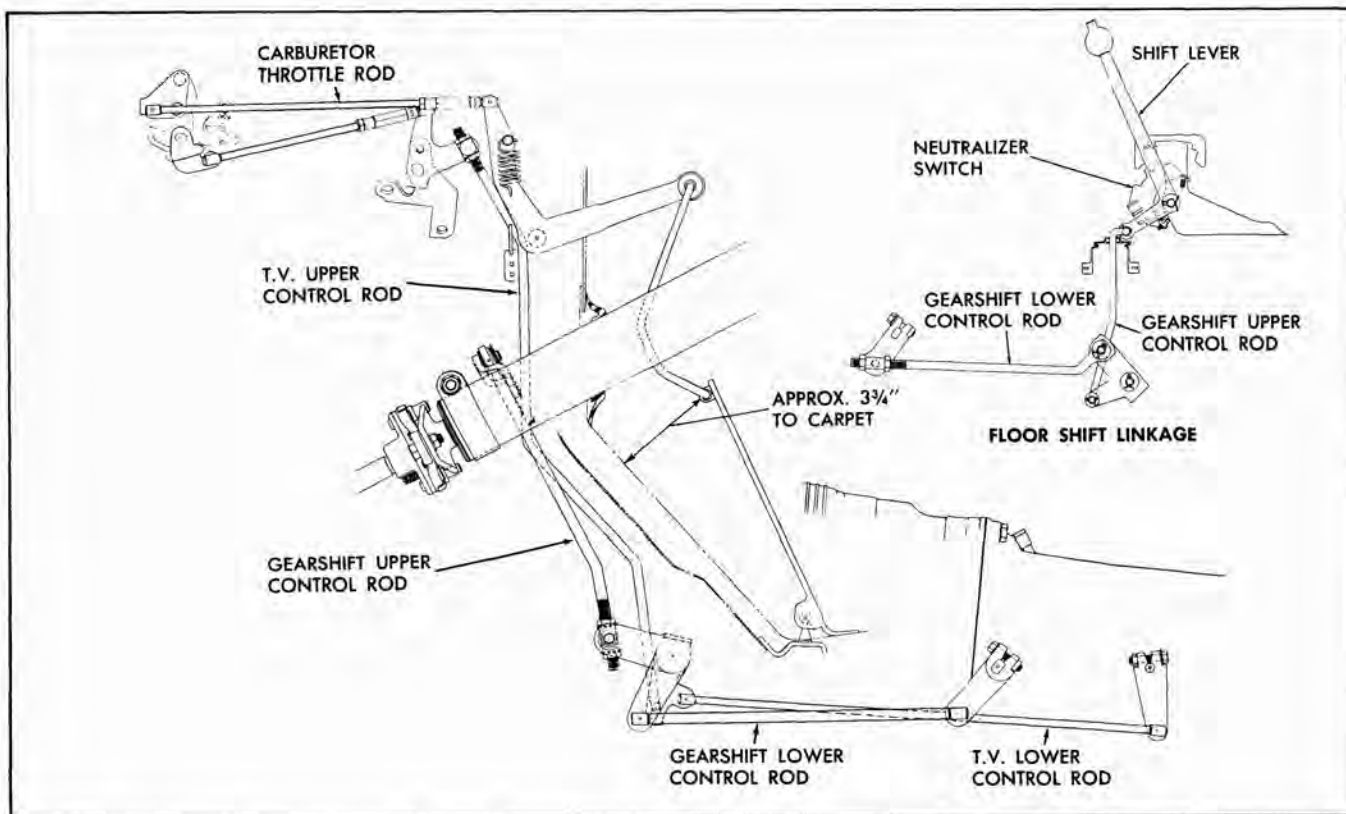 CARBURETOR
THROTTLE ROD
SHIFT LEVER
NEUTRALIZER
SWITCH
T.V. UPPER
CONTROL ROD
GEARSHIFT LOWER
CONTROL ROD
GEARSHIFT UPPER
CONTROL ROD
APPROX. 3¾"
TO CARPET
FLOOR SHIFT LINKAGE
GEARSHIFT UPPER
CONTROL ROD
GEARSHIFT LOWER
CONTROL ROD
T.V. LOWER
CONTROL ROD